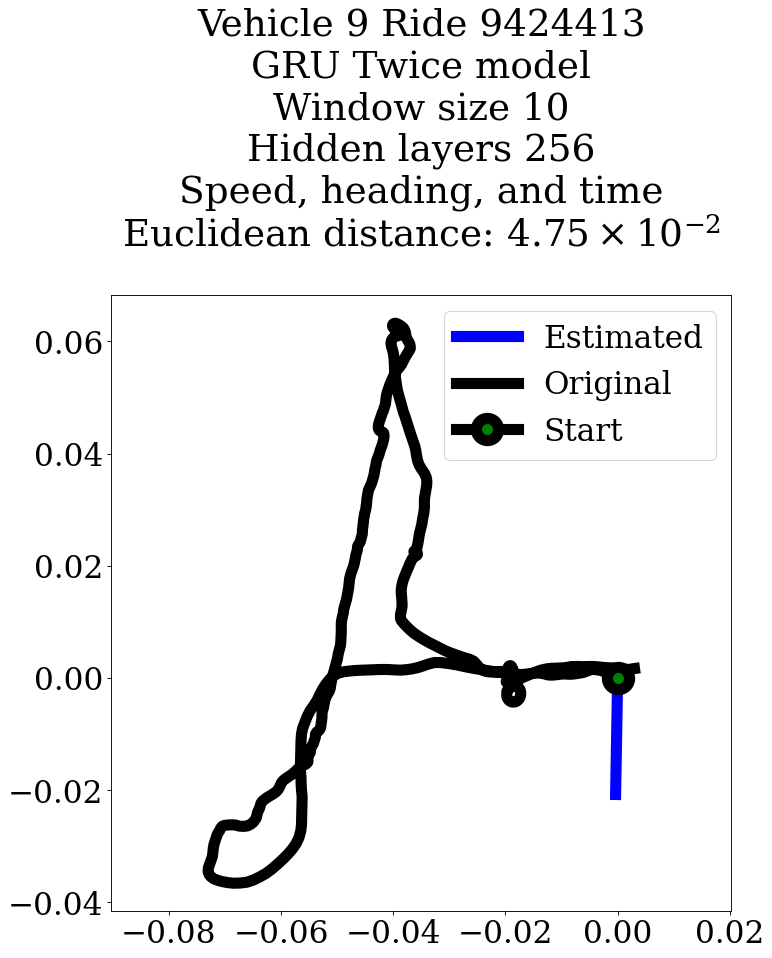 Vehicle 9 Ride 9424413
GRU Twice model
Window size 10
Hidden layers 256
Speed, heading, and time
Euclidean distance: 4.75 × 10⁻²
Estimated
Original
Start
0.06
0.04
0.02
0.00
−0.02
−0.04
−0.08 −0.06 −0.04 −0.02 0.00 0.02